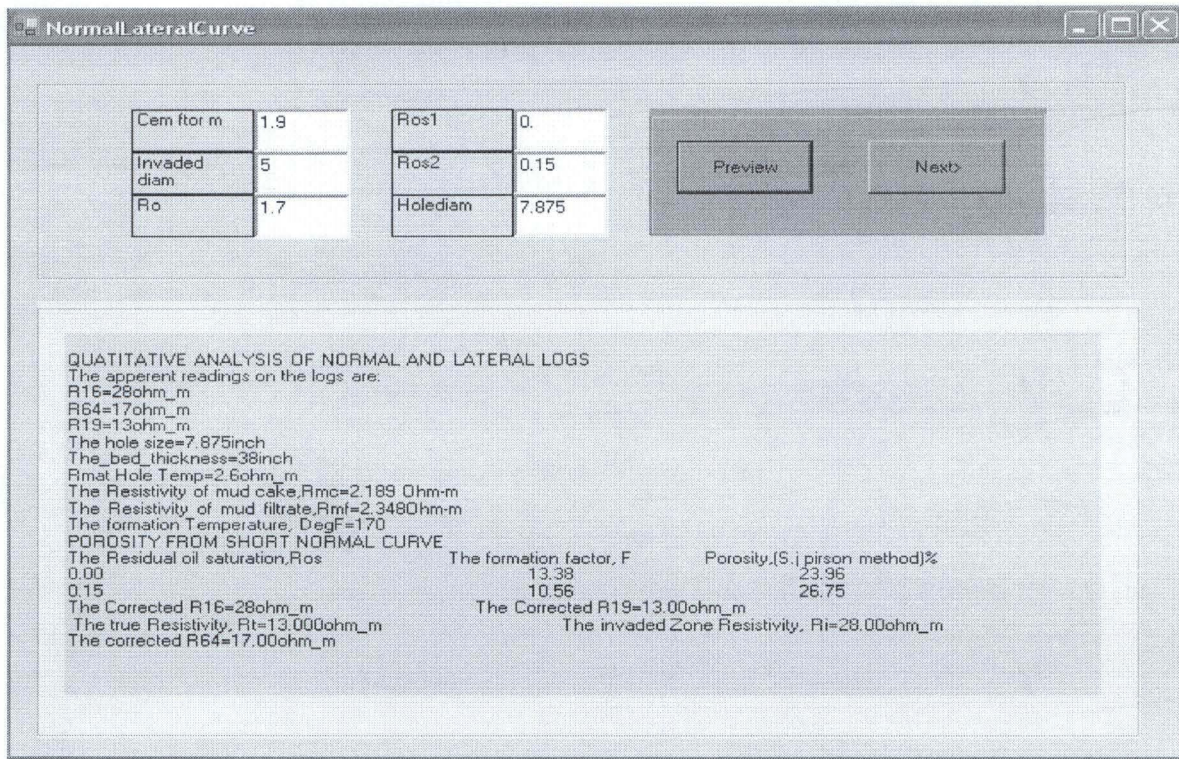 NormalLateralCurve
Cem ftor m 1.9 Ros1 0.
Invaded diam 5 Ros2 0.15 Preview Next>
Ro 1.7 Holediam 7.875
QUATITATIVE ANALYSIS OF NORMAL AND LATERAL LOGS
The apperent readings on the logs are:
R16=28ohm_m
R64=17ohm_m
R19=13ohm_m
The hole size=7.875inch
The_bed_thickness=38inch
Rmat Hole Temp=2.6ohm_m
The Resistivity of mud cake,Rmc=2.189 Ohm-m
The Resistivity of mud filtrate,Rmf=2.348Ohm-m
The formation Temperature, DegF=170
POROSITY FROM SHORT NORMAL CURVE
The Residual oil saturation,Ros The formation factor, F Porosity,(S.j pirson method)%
0.00 13.38 23.96
0.15 10.56 26.75
The Corrected R16=28ohm_m The Corrected R19=13.00ohm_m
The true Resistivity, Rt=13.000ohm_m The invaded Zone Resistivity, Ri=28.00ohm_m
The corrected R64=17.00ohm_m